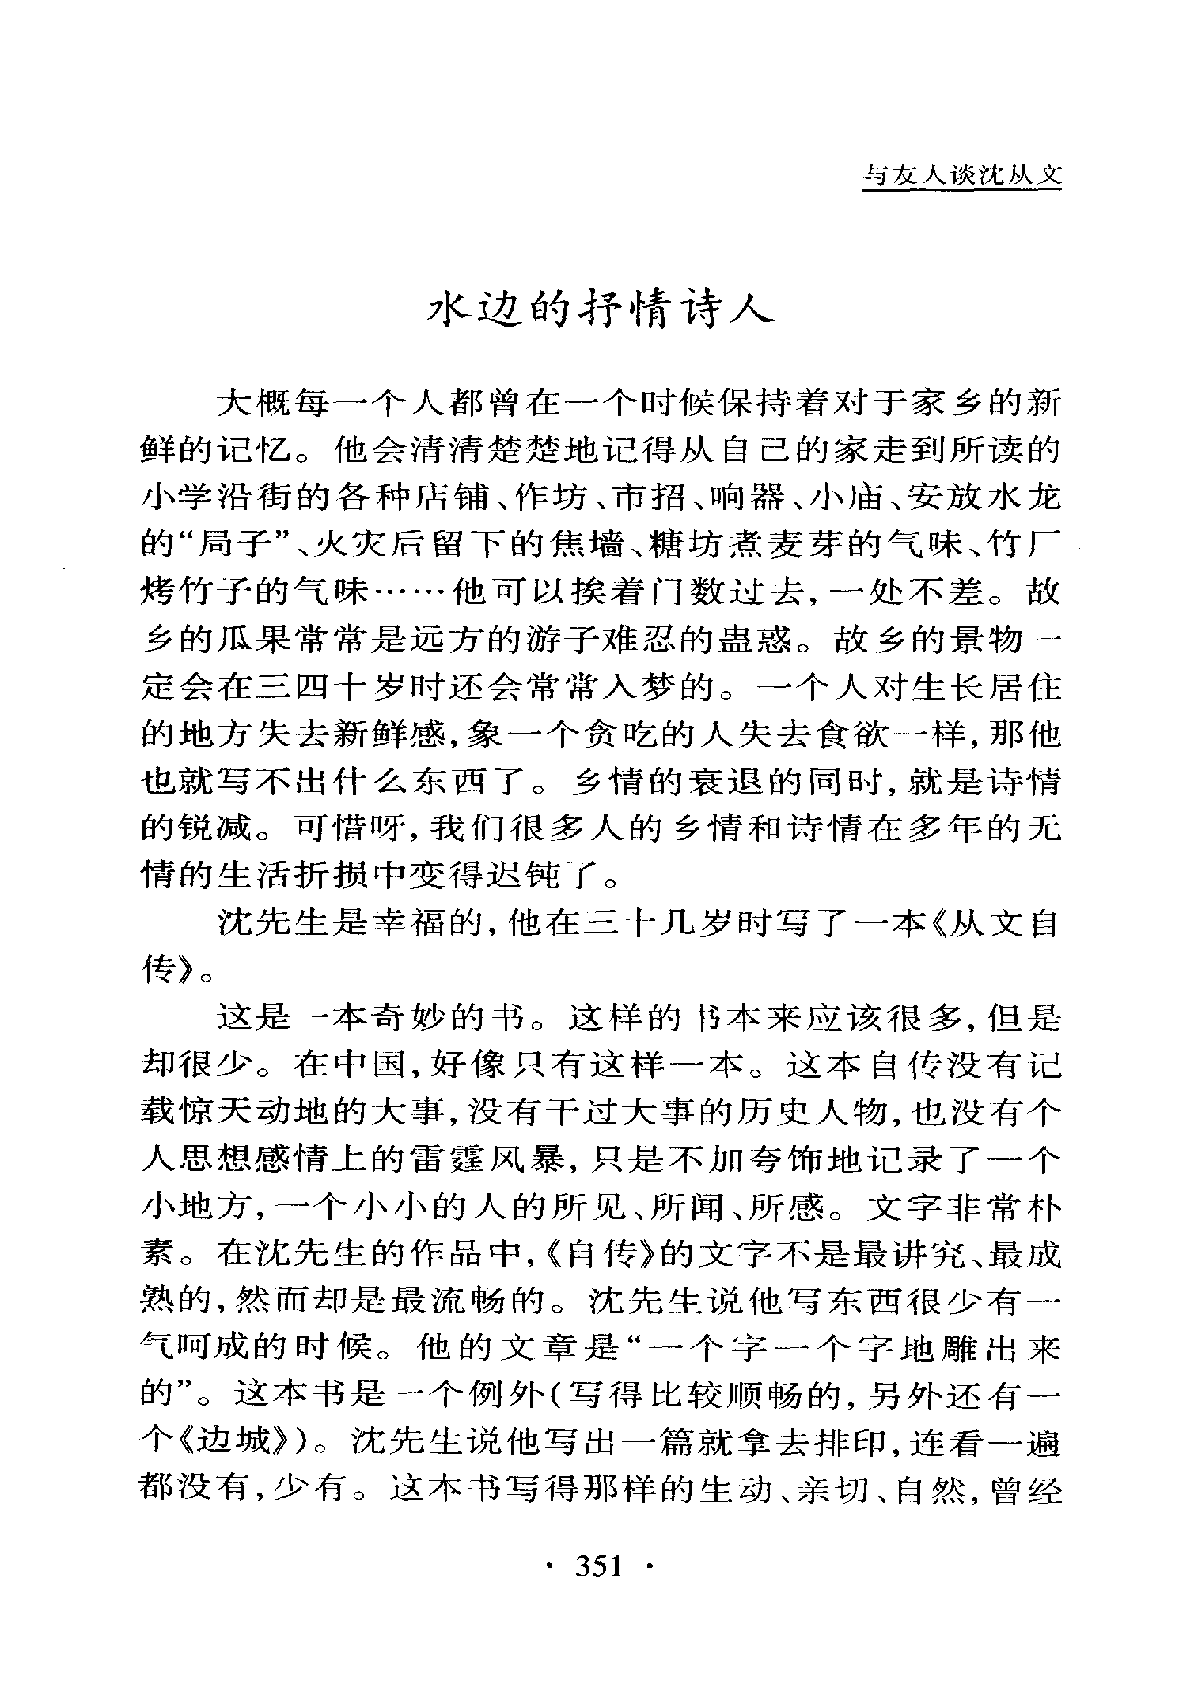 与友人谈沈从文
水边的抒情诗人
大概每一个人都曾在一个时候保持着对于家乡的新
鲜的记忆。他会清清楚楚地记得从自己的家走到所读的
小学沿街的各种店铺、作坊、市招、响器、小庙、安放水龙
的“局子”、火灾后留下的焦墙、糖坊煮麦芽的气味、竹厂
烤竹子的气味……他可以挨着门数过去,一处不差。故
乡的瓜果常常是远方的游子难忍的蛊惑。故乡的景物一
定会在三四十岁时还会常常入梦的。一个人对生长居住
的地方失去新鲜感,象一个贪吃的人失去食欲一样,那他
也就写不出什么东西了。乡情的衰退的同时,就是诗情
的锐减。可惜呀,我们很多人的乡情和诗情在多年的无
情的生活折损中变得迟钝了。
沈先生是幸福的,他在三十几岁时写了一本《从文自
传》。
这是一本奇妙的书。这样的书本来应该很多,但是
却很少。在中国,好像只有这样一本。这本自传没有记
载惊天动地的大事,没有干过大事的历史人物,也没有个
人思想感情上的雷霆风暴,只是不加夸饰地记录了一个
小地方,一个小小的人的所见、所闻、所感。文字非常朴
素。在沈先生的作品中,《自传》的文字不是最讲究、最成
熟的,然而却是最流畅的。沈先生说他写东西很少有一
气呵成的时候。他的文章是“一个字一个字地雕出来
的”。这本书是一个例外(写得比较顺畅的,另外还有一
个《边城》)。沈先生说他写出一篇就拿去排印,连看一遍
都没有,少有。这本书写得那样的生动、亲切、自然,曾经
· 351 ·